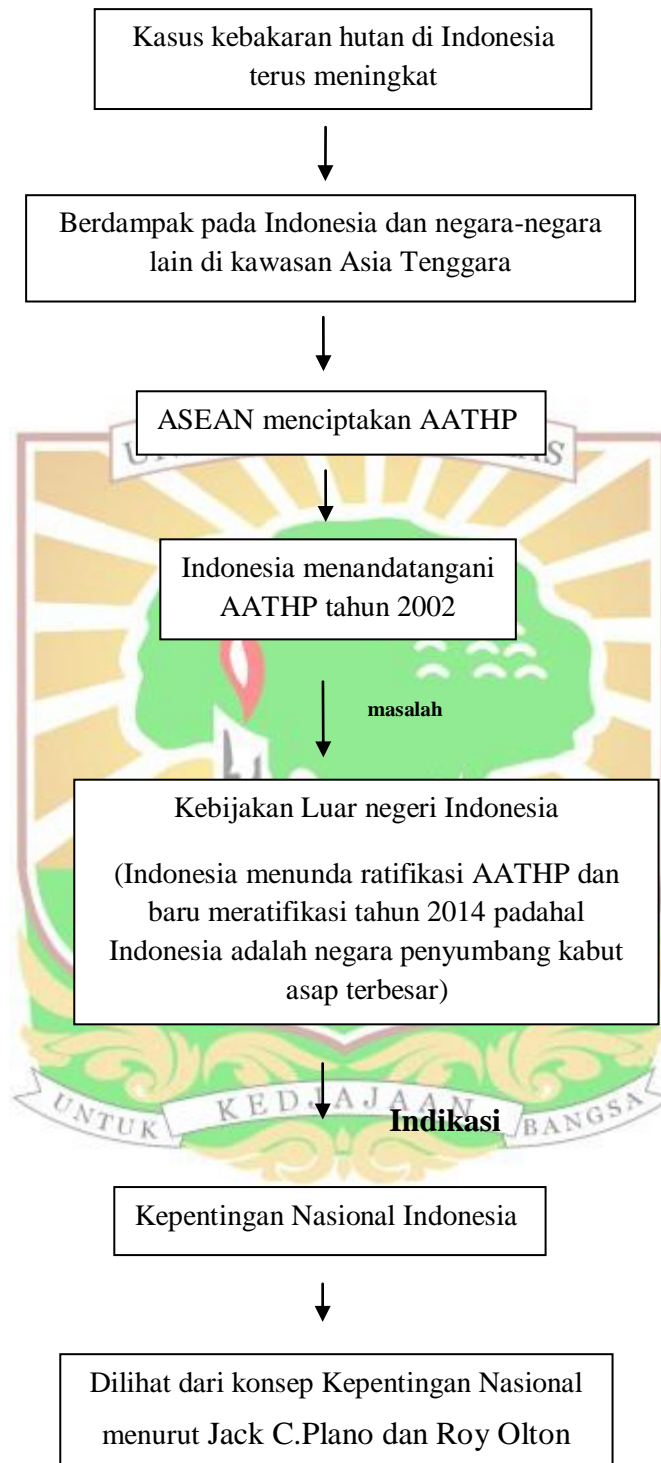 Kasus kebakaran hutan di Indonesia
terus meningkat
Berdampak pada Indonesia dan negara-negara
lain di kawasan Asia Tenggara
ASEAN menciptakan AATHP
UN
AS
Indonesia menandatangani
AATHP tahun 2002
masalah
Kebijakan Luar negeri Indonesia
(Indonesia menunda ratifikasi AATHP dan
baru meratifikasi tahun 2014 padahal
Indonesia adalah negara penyumbang kabut
asap terbesar)
UNTUK KEDJAJAAN BANGSA
Indikasi
Kepentingan Nasional Indonesia
Dilihat dari konsep Kepentingan Nasional
menurut Jack C.Plano dan Roy Olton